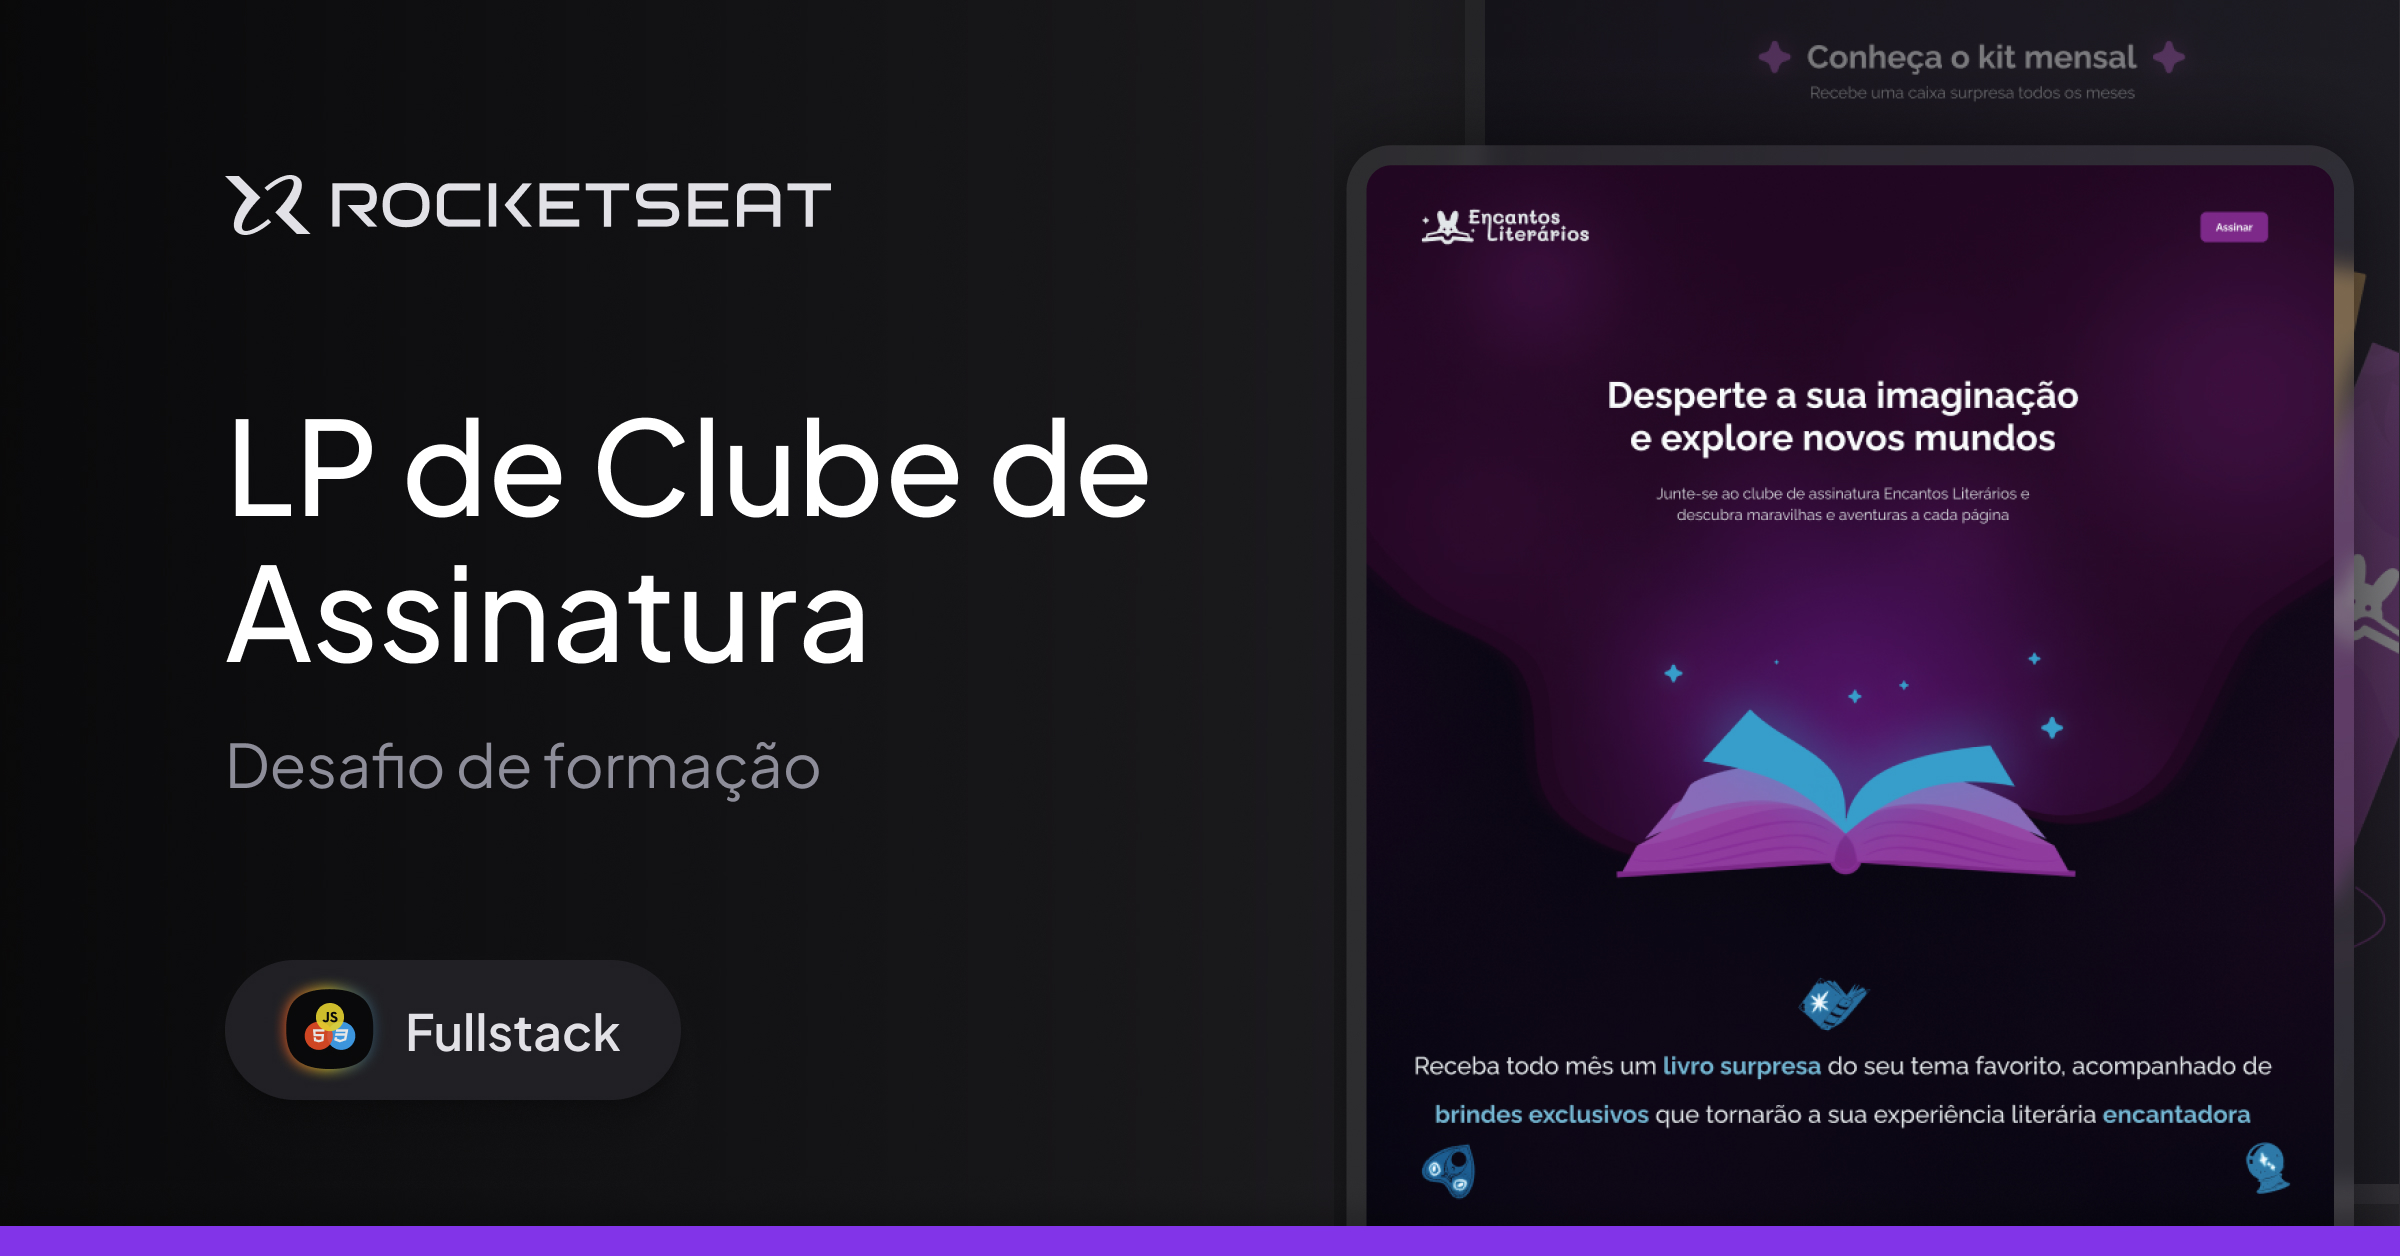 ROCKETSEAT
LP de Clube de
Assinatura
Desafio de formação
JS
5 3
Fullstack
Conheça o kit mensal
Recebe uma caixa surpresa todos os meses
Encantos
Literários
Assinar
Desperte a sua imaginação
e explore novos mundos
Junte-se ao clube de assinatura Encantos Literários e
descubra maravilhas e aventuras a cada página
Receba todo mês um livro surpresa do seu tema favorito, acompanhado de
brindes exclusivos que tornarão a sua experiência literária encantadora